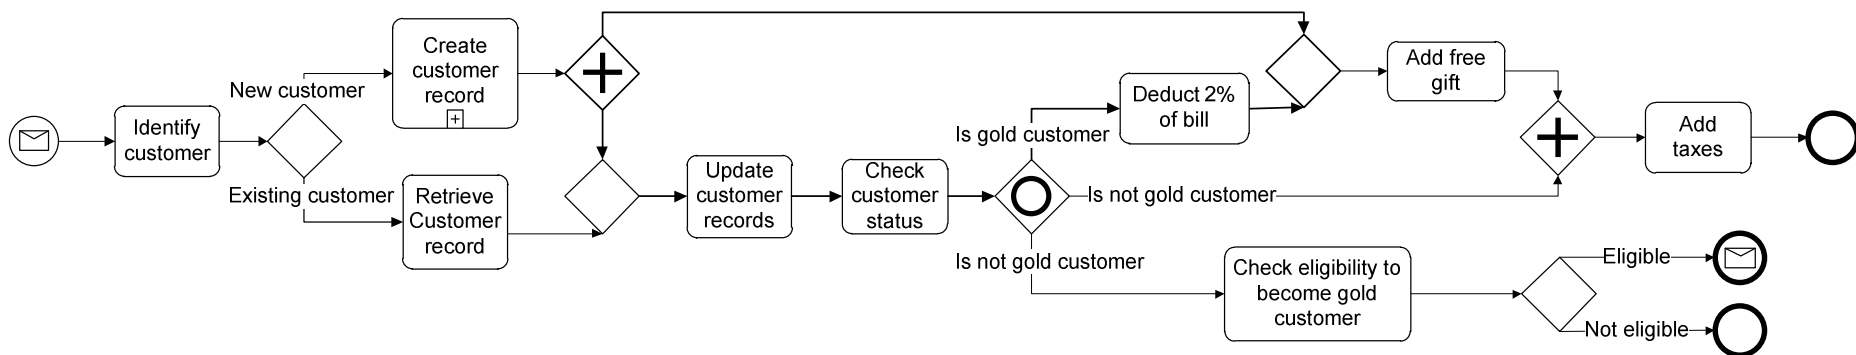 Identify
customer
New customer
Existing customer
Create
customer
record
Retrieve
Customer
record
Update
customer
records
Check
customer
status
Is gold customer
Is not gold customer
Is not gold customer
Deduct 2%
of bill
Add free
gift
Add
taxes
Check eligibility to
become gold
customer
Eligible
Not eligible